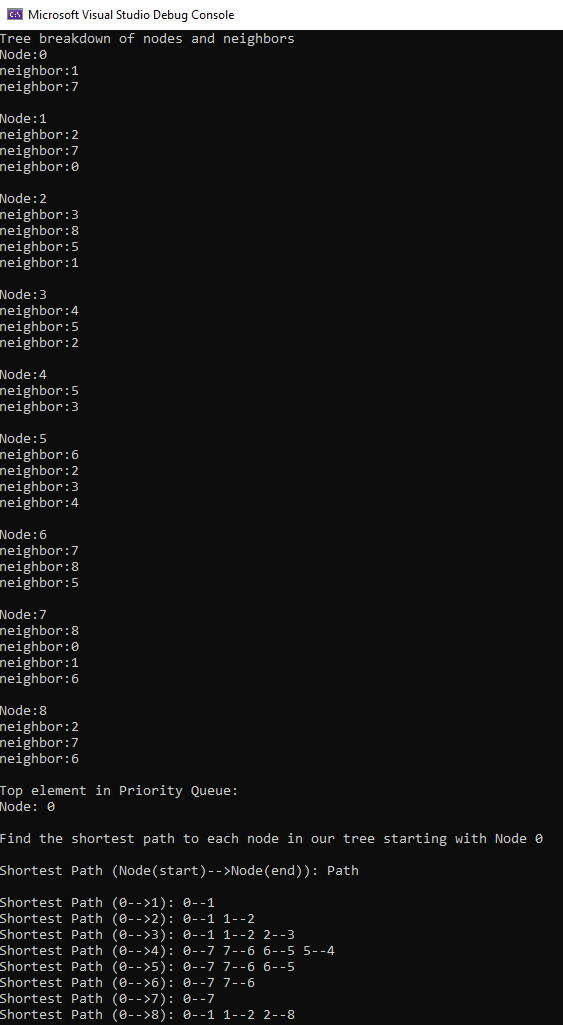 Microsoft Visual Studio Debug Console
Tree breakdown of nodes and neighbors
Node:0
neighbor:1
neighbor:7
Node:1
neighbor:2
neighbor:7
neighbor:0
Node:2
neighbor:3
neighbor:8
neighbor:5
neighbor:1
Node:3
neighbor:4
neighbor:5
neighbor:2
Node:4
neighbor:5
neighbor:3
Node:5
neighbor:6
neighbor:2
neighbor:3
neighbor:4
Node:6
neighbor:7
neighbor:8
neighbor:5
Node:7
neighbor:8
neighbor:0
neighbor:1
neighbor:6
Node:8
neighbor:2
neighbor:7
neighbor:6
Top element in Priority Queue:
Node: 0
Find the shortest path to each node in our tree starting with Node 0
Shortest Path (Node(start)-->Node(end)): Path
Shortest Path (0-->1): 0--1
Shortest Path (0-->2): 0--1 1--2
Shortest Path (0-->3): 0--1 1--2 2--3
Shortest Path (0-->4): 0--7 7--6 6--5 5--4
Shortest Path (0-->5): 0--7 7--6 6--5
Shortest Path (0-->6): 0--7 7--6
Shortest Path (0-->7): 0--7
Shortest Path (0-->8): 0--1 1--2 2--8